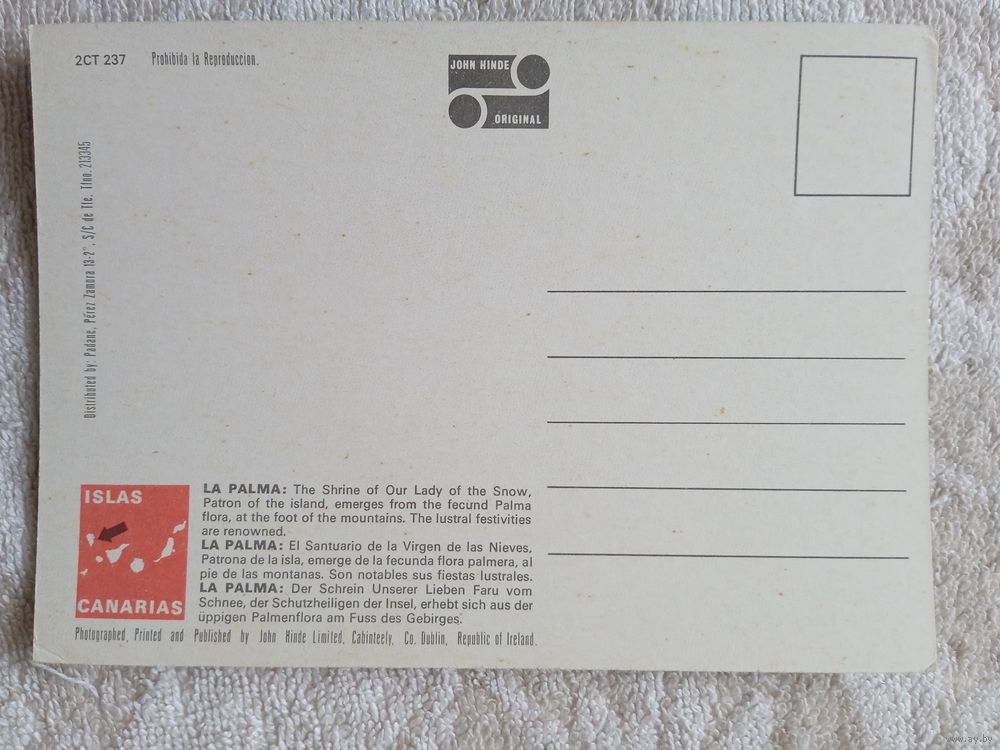 2CT 237 Prohibida la Reproduccion.
JOHN HINDE
ORIGINAL
Distributed by: Padane, Pérez Zamora 13-2°, S/C de Tfe. Tfno. 213345
ISLAS
CANARIAS
LA PALMA: The Shrine of Our Lady of the Snow,
Patron of the island, emerges from the fecund Palma
flora, at the foot of the mountains. The lustral festivities
are renowned.
LA PALMA: El Santuario de la Virgen de las Nieves,
Patrona de la isla, emerge de la fecunda flora palmera, al
pie de las montanas. Son notables sus fiestas lustrales.
LA PALMA: Der Schrein Unserer Lieben Faru vom
Schnee, der Schutzheiligen der Insel, erhebt sich aus der
üppigen Palmenflora am Fuss des Gebirges.
Photographed, Printed and Published by John Hinde Limited, Cabinteely, Co. Dublin, Republic of Ireland.
www.ay.by